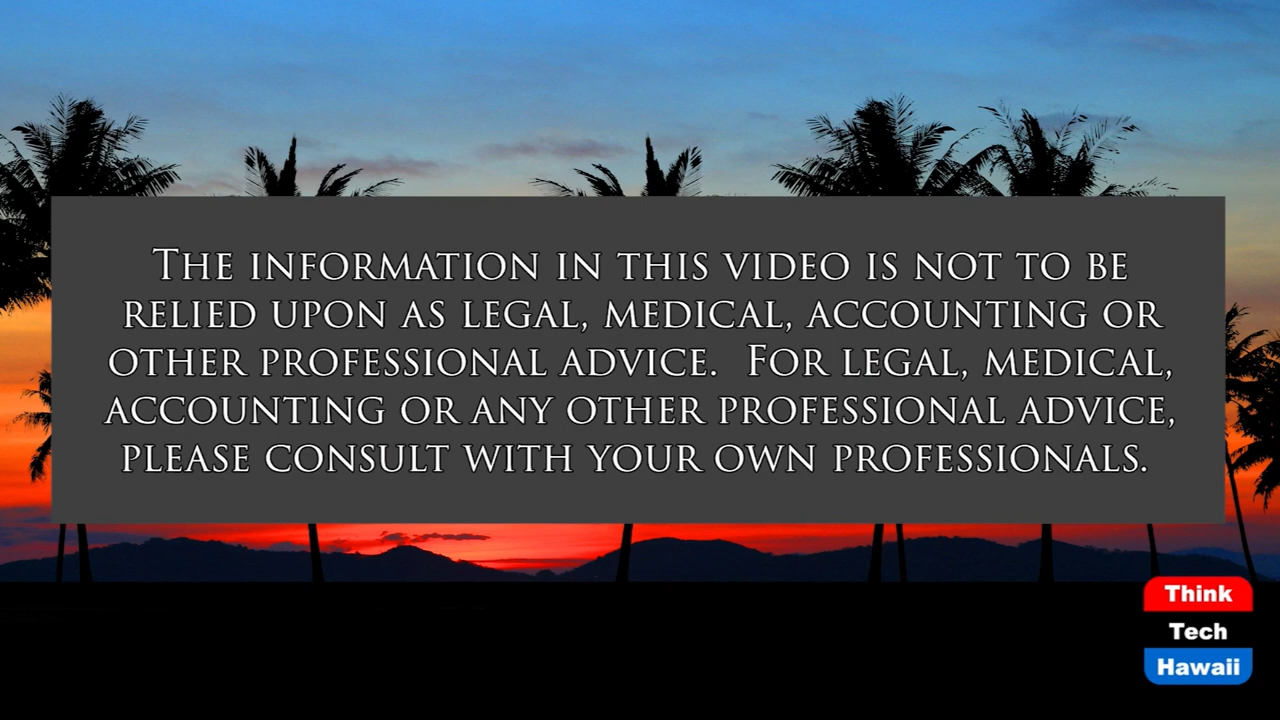 The information in this video is not to be
relied upon as legal, medical, accounting or
other professional advice.  For legal, medical,
accounting or any other professional advice,
please consult with your own professionals.
Think
Tech
Hawaii